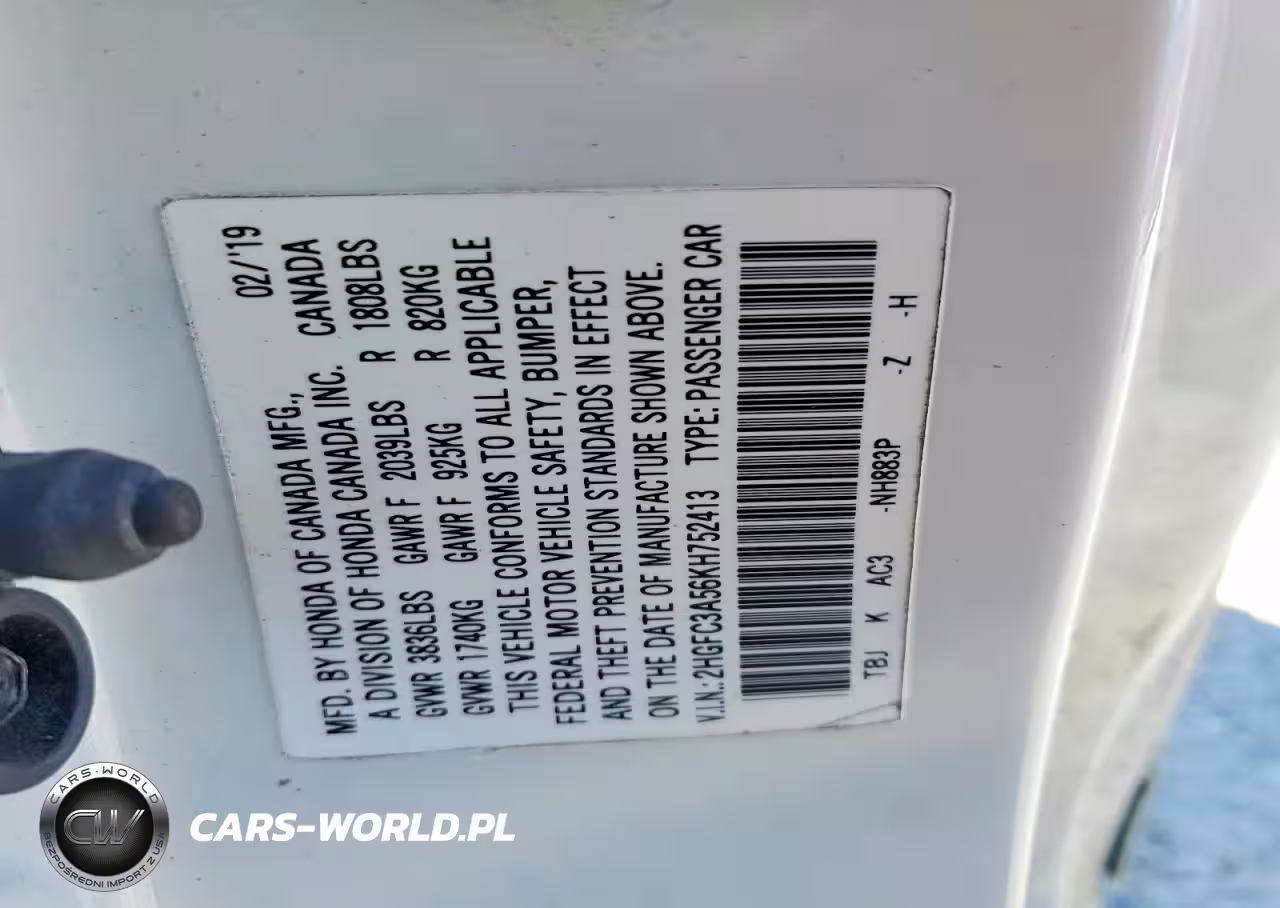 02/'19
MFD. BY HONDA OF CANADA MFG.,
A DIVISION OF HONDA CANADA INC. CANADA
GVWR 3836LBS GAWR F 2039LBS R 1808LBS
GVWR 1740KG GAWR F 925KG R 820KG
THIS VEHICLE CONFORMS TO ALL APPLICABLE
FEDERAL MOTOR VEHICLE SAFETY, BUMPER,
AND THEFT PREVENTION STANDARDS IN EFFECT
ON THE DATE OF MANUFACTURE SHOWN ABOVE.
V.I.N.: 2HGFC3A56KH752413 TYPE: PASSENGER CAR
TBJ K AC3 -NH883P -Z -H
CARS-WORLD
CW
BEZPOŚREDNI IMPORT Z USA
CARS-WORLD.PL